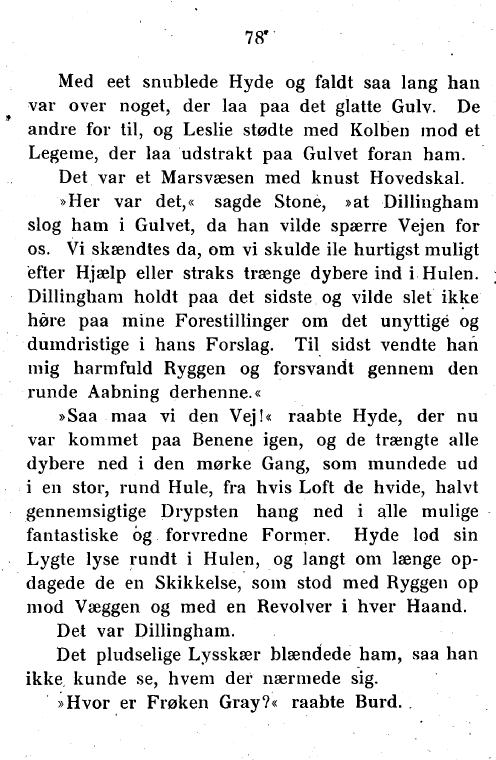 78
Med eet snublede Hyde og faldt saa lang han
var over noget, der laa paa det glatte Gulv. De
andre for til, og Leslie stødte med Kolben mod et
Legeme, der laa udstrakt paa Gulvet foran ham.
Det var et Marsvæsen med knust Hovedskal.
»Her var det,« sagde Stone, »at Dillingham
slog ham i Gulvet, da han vilde spærre Vejen for
os. Vi skændtes da, om vi skulde ile hurtigst muligt
efter Hjælp eller straks trænge dybere ind i Hulen.
Dillingham holdt paa det sidste og vilde slet ikke
høre paa mine Forestillinger om det unyttige og
dumdristige i hans Forslag. Til sidst vendte han
mig harmfuld Ryggen og forsvandt gennem den
runde Aabning derhenne.«
»Saa maa vi den Vej!« raabte Hyde, der nu
var kommet paa Benene igen, og de trængte alle
dybere ned i den mørke Gang, som mundede ud
i en stor, rund Hule, fra hvis Loft de hvide, halvt
gennemsigtige Drypsten hang ned i alle mulige
fantastiske og forvredne Former. Hyde lod sin
Lygte lyse rundt i Hulen, og langt om længe op-
dagede de en Skikkelse, som stod med Ryggen op
mod Væggen og med en Revolver i hver Haand.
Det var Dillingham.
Det pludselige Lysskær blændede ham, saa han
ikke kunde se, hvem der nærmede sig.
»Hvor er Frøken Gray?« raabte Burd.